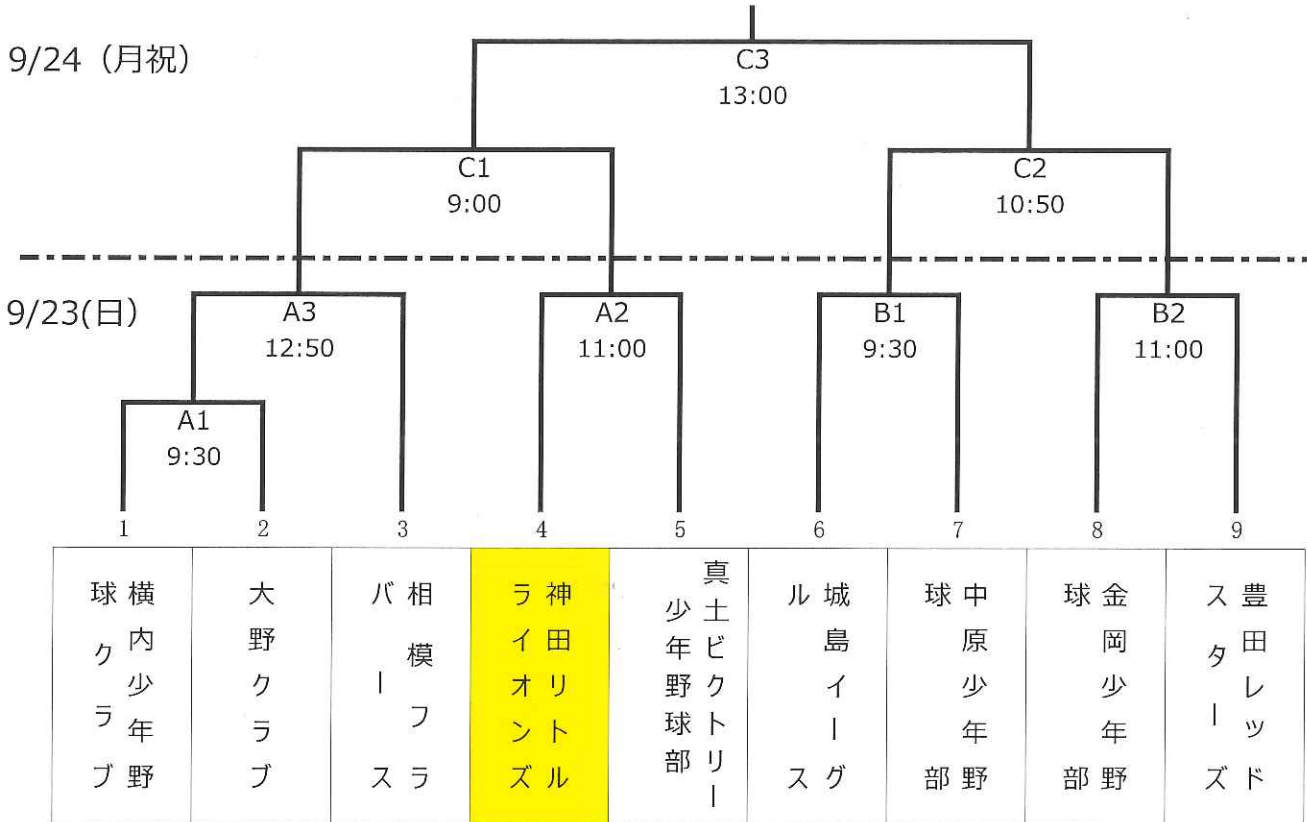 9/24（月祝）
C3
13:00
C1
9:00
C2
10:50
9/23(日）
A3
12:50
A2
11:00
B1
9:30
B2
11:00
A1
9:30
1
2
3
4
5
6
7
8
9
横内少年野
球クラブ
大野クラブ
相模フラ
バース
神田リトル
ライオンズ
真土ビクトリー
少年野球部
城島イーグ
ルス
中原少年野
球部
金岡少年野
球部
豊田レッド
スターズ